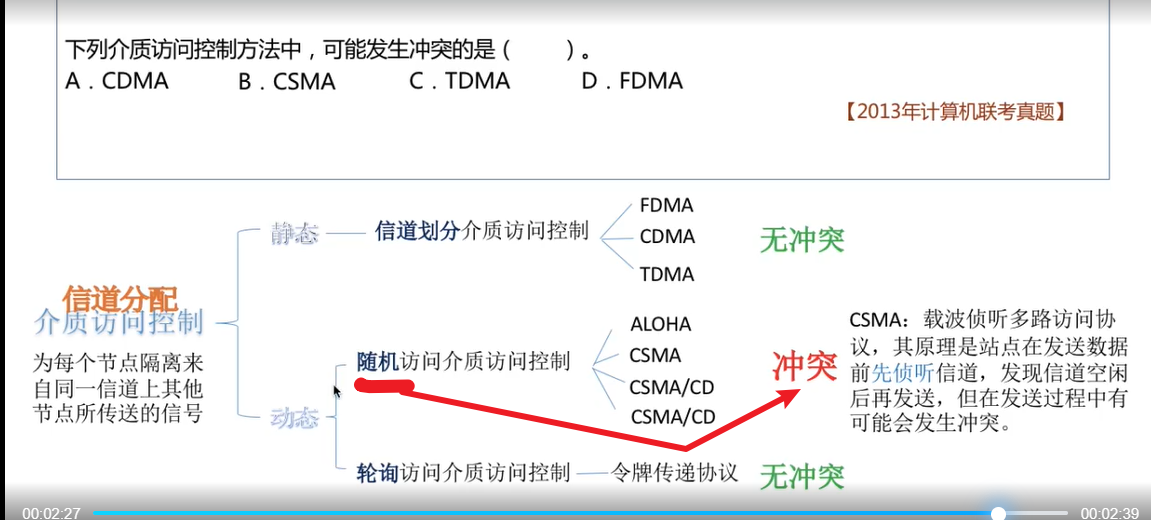 下列介质访问控制方法中，可能发生冲突的是（　　）。
A．CDMA　　B．CSMA　　C．TDMA　　D．FDMA
【2013年计算机联考真题】
信道分配
介质访问控制
为每个节点隔离来
自同一信道上其他
节点所传送的信号
静态
信道划分介质访问控制
FDMA
CDMA
TDMA
无冲突
动态
随机访问介质访问控制
ALOHA
CSMA
CSMA/CD
CSMA/CD
冲突
CSMA：载波侦听多路访问协
议，其原理是站点在发送数据
前先侦听信道，发现信道空闲
后再发送，但在发送过程中有
可能会发生冲突。
轮询访问介质访问控制
令牌传递协议
无冲突
00:02:27
00:02:39